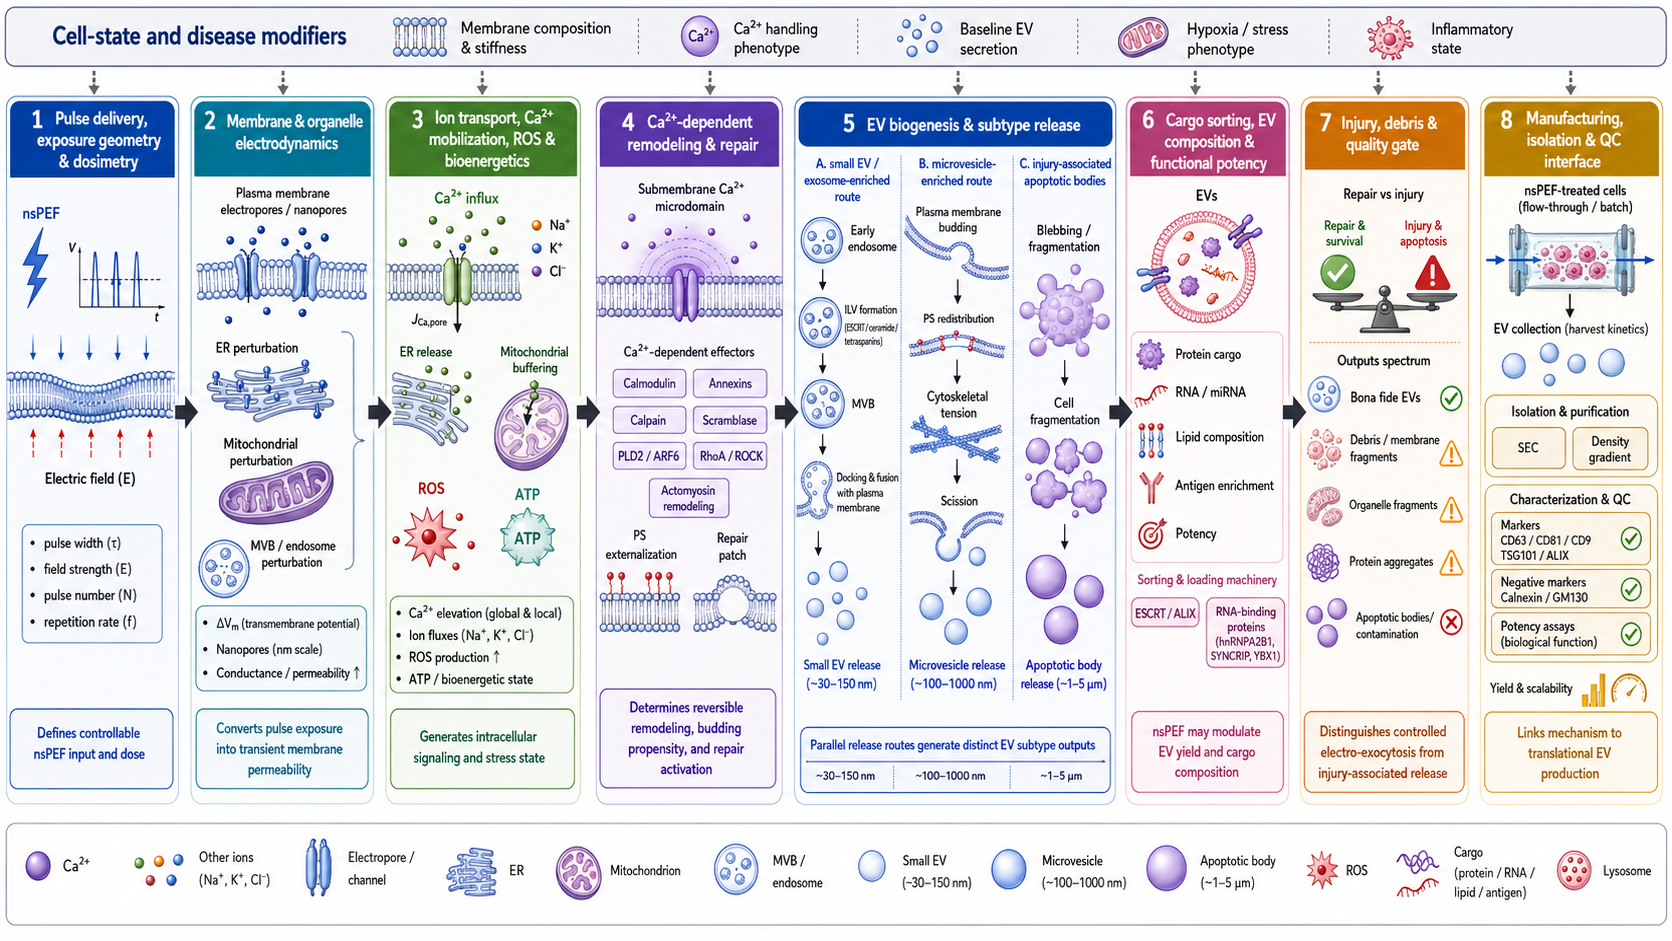 Cell-state and disease modifiers
Membrane composition
& stiffness
Ca²⁺
Ca²⁺ handling
phenotype
Baseline EV
secretion
Hypoxia / stress
phenotype
Inflammatory
state
1 Pulse delivery,
exposure geometry
& dosimetry
nsPEF
V
t
Electric field (E)
• pulse width (τ)
• field strength (E)
• pulse number (N)
• repetition rate (f)
Defines controllable
nsPEF input and dose
2 Membrane & organelle
electrodynamics
Plasma membrane
electropores / nanopores
ER perturbation
Mitochondrial
perturbation
MVB / endosome
perturbation
• ΔVₘ (transmembrane potential)
• Nanopores (nm scale)
• Conductance / permeability ↑
Converts pulse exposure
into transient membrane
permeability
3 Ion transport, Ca²⁺
mobilization, ROS &
bioenergetics
Ca²⁺ influx
Na⁺
K⁺
Cl⁻
J Ca,pore
ER release
Mitochondrial
buffering
ROS
ATP
ATP
• Ca²⁺ elevation (global & local)
• Ion fluxes (Na⁺, K⁺, Cl⁻)
• ROS production ↑
• ATP / bioenergetic state
Generates intracellular
signaling and stress state
4 Ca²⁺-dependent
remodeling & repair
Submembrane Ca²⁺
microdomain
Ca²⁺-dependent effectors
Calmodulin
Annexins
Calpain
Scramblase
PLD2 / ARF6
RhoA / ROCK
Actomyosin
remodeling
PS
externalization
Repair
patch
Determines reversible
remodeling, budding
propensity, and repair
activation
5 EV biogenesis & subtype release
A. small EV /
exosome-enriched
route
Early
endosome
ILV formation
(ESCRT / ceramide /
tetraspanins)
MVB
Docking & fusion
with plasma
membrane
Small EV release
(~30–150 nm)
B. microvesicle-
enriched route
Plasma membrane
budding
PS redistribution
Cytoskeletal
tension
Scission
Microvesicle release
(~100–1000 nm)
C. injury-associated
apoptotic bodies
Blebbing /
fragmentation
Cell
fragmentation
Apoptotic body
release (~1–5 μm)
Parallel release routes generate distinct EV subtype outputs
~30–150 nm
~100–1000 nm
~1–5 μm
6 Cargo sorting, EV
composition &
functional potency
EVs
Protein cargo
RNA / miRNA
Lipid composition
Antigen enrichment
Potency
Sorting & loading machinery
ESCRT / ALIX
RNA-binding
proteins
(hnRNPA2B1,
SYNCRIP, YBX1)
nsPEF may modulate
EV yield and cargo
composition
7 Injury, debris &
quality gate
Repair vs injury
Repair &
survival
Injury &
apoptosis
Outputs spectrum
Bona fide EVs
Debris / membrane
fragments
Organelle fragments
Protein aggregates
Apoptotic bodies/
contamination
Distinguishes controlled
electro-exocytosis from
injury-associated release
8 Manufacturing,
isolation & QC
interface
nsPEF-treated cells
(flow-through / batch)
EV collection (harvest kinetics)
Isolation & purification
SEC
Density
gradient
Characterization & QC
Markers
CD63 / CD81 / CD9
TSG101 / ALIX
Negative markers
Calnexin / GM130
Potency assays
(biological function)
Yield & scalability
Links mechanism to
translational EV
production
Ca²⁺
Other ions
(Na⁺, K⁺, Cl⁻)
Electropore /
channel
ER
Mitochondrion
MVB /
endosome
Small EV
(~30–150 nm)
Microvesicle
(~100–1000 nm)
Apoptotic body
(~1–5 μm)
ROS
Cargo
(protein / RNA /
lipid / antigen)
Lysosome